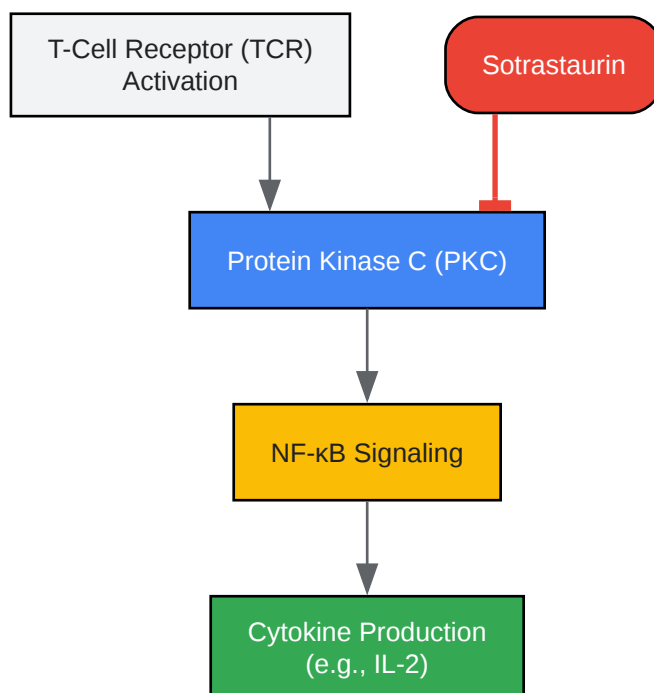 T-Cell Receptor (TCR)
Activation
Sotrastaurin
Protein Kinase C (PKC)
NF-κB Signaling
Cytokine Production
(e.g., IL-2)